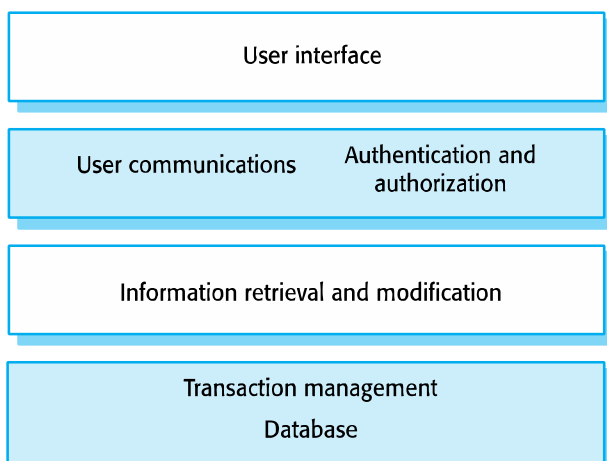 User interface
User communications
Authentication and
authorization
Information retrieval and modification
Transaction management
Database